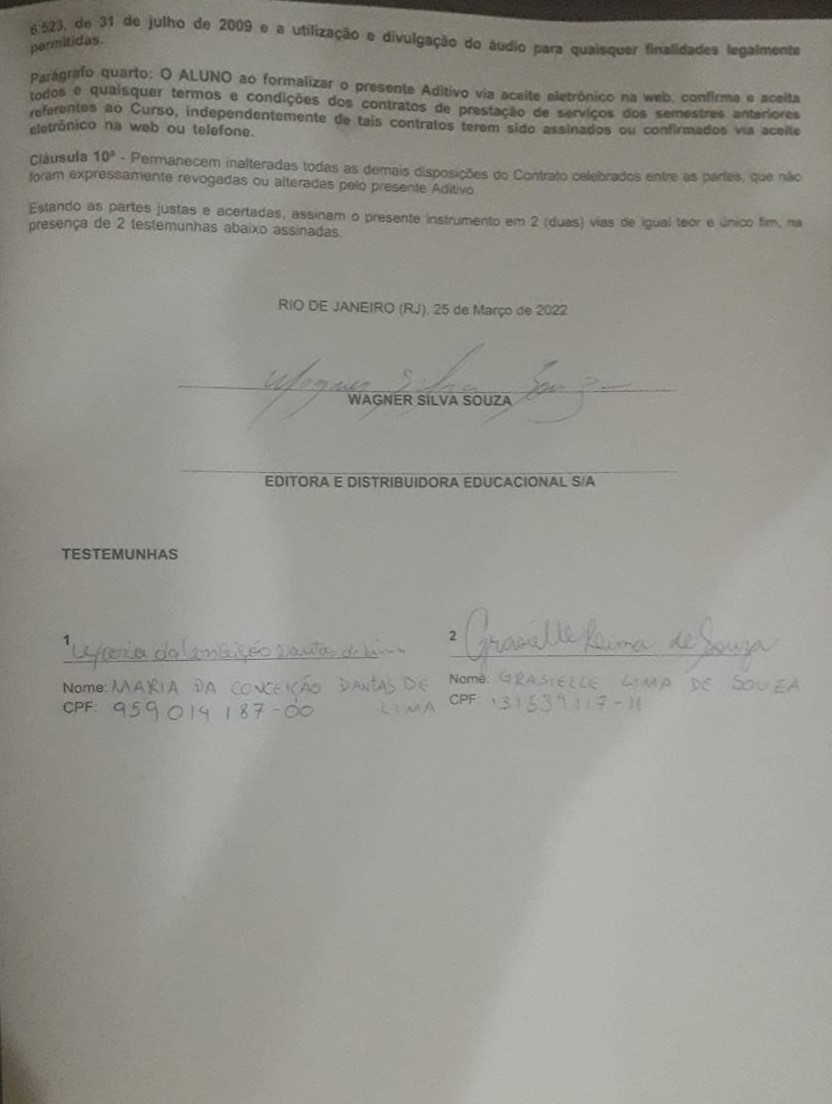 6.523, de 31 de julho de 2009 e a utilização e divulgação do áudio para quaisquer finalidades legalmente
permitidas.
Parágrafo quarto: O ALUNO ao formalizar o presente Aditivo via aceite eletrônico na web, confirma e aceita
todos e quaisquer termos e condições dos contratos de prestação de serviços dos semestres anteriores
referentes ao Curso, independentemente de tais contratos terem sido assinados ou confirmados via aceite
eletrônico na web ou telefone.
Cláusula 10ª - Permanecem inalteradas todas as demais disposições do Contrato celebrados entre as partes, que não
foram expressamente revogadas ou alteradas pelo presente Aditivo.
Estando as partes justas e acertadas, assinam o presente instrumento em 2 (duas) vias de igual teor e único fim, na
presença de 2 testemunhas abaixo assinadas.
RIO DE JANEIRO (RJ), 25 de Março de 2022
Wagner Silva Souza
WAGNER SILVA SOUZA
EDITORA E DISTRIBUIDORA EDUCACIONAL S/A
TESTEMUNHAS
1 Maria da Conceição Dantas de Lima
Nome: MARIA DA CONCEIÇÃO DANTAS DE
LIMA
CPF: 959 014 187-00
2 Grasielle Lima de Souza
Nome: GRASIELLE LIMA DE SOUZA
CPF: 131539117-11